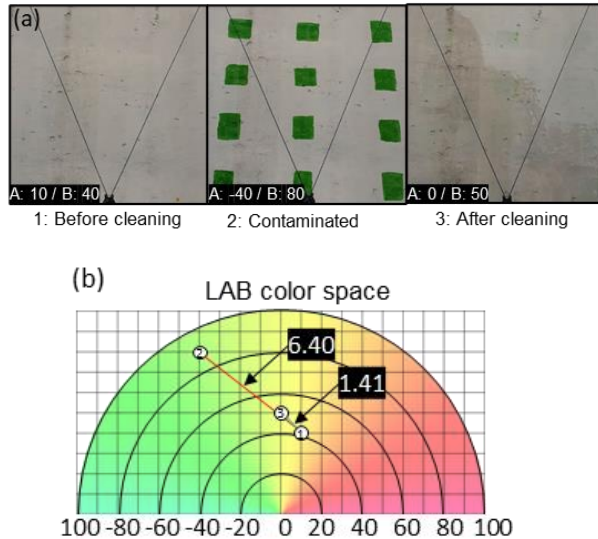 (a)
A: 10 / B: 40
A: -40 / B: 80
A: 0 / B: 50
1: Before cleaning
2: Contaminated
3: After cleaning
(b)
LAB color space
2
6.40
1.41
3
1
100 -80 -60 -40 -20 0 20 40 60 80 100